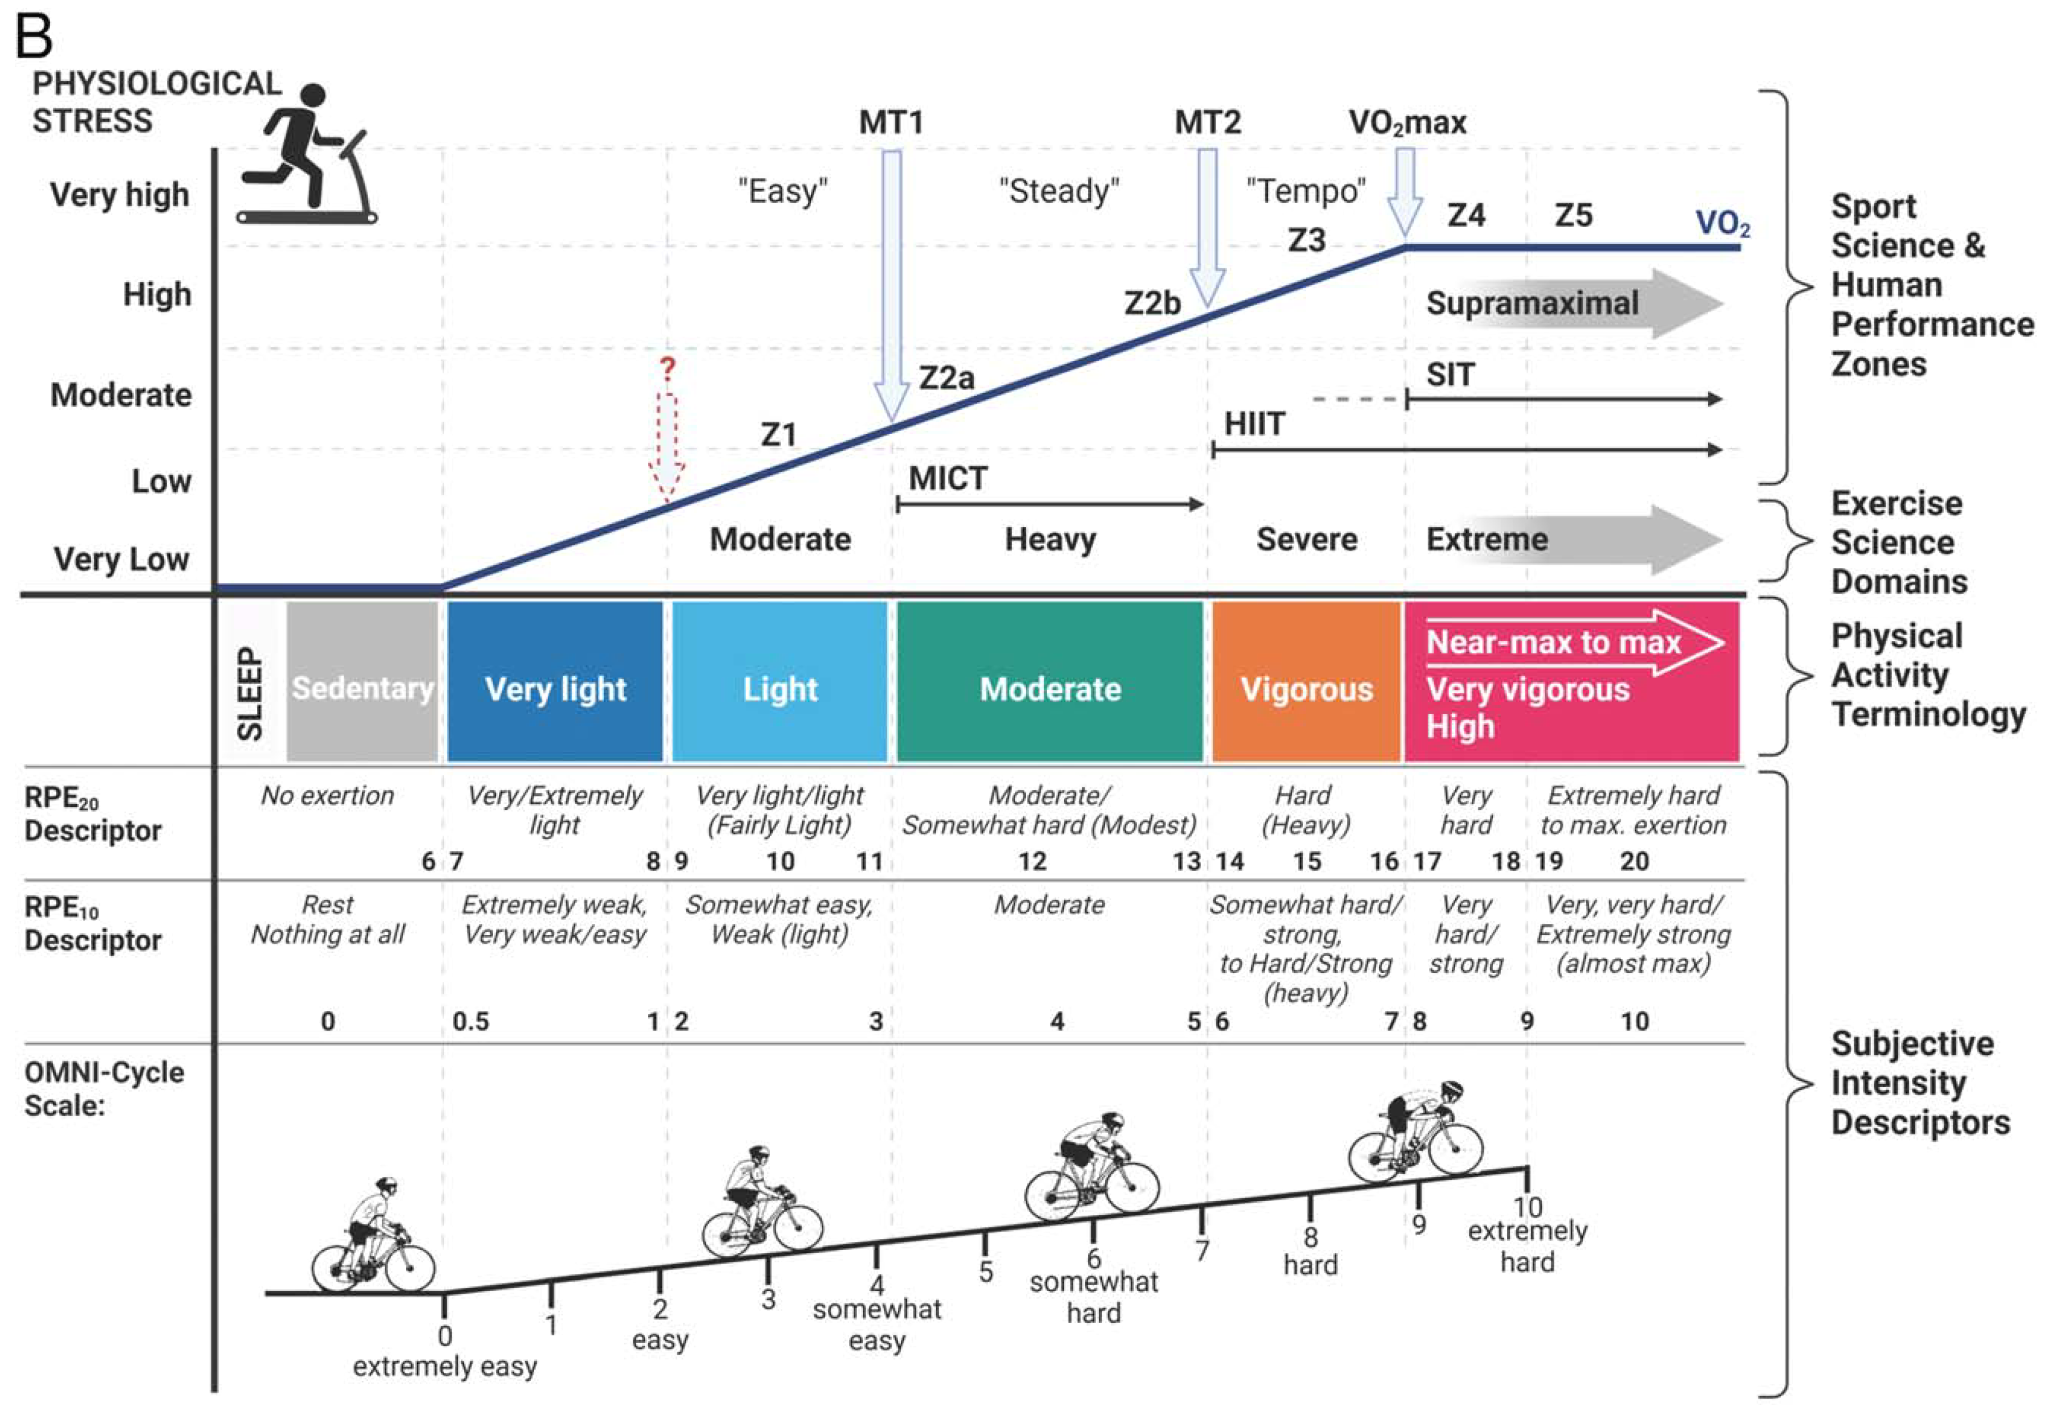 B
PHYSIOLOGICAL
STRESS
MT1
MT2
VO₂max
Very high
"Easy"
"Steady"
"Tempo"
Z4
Z5
VO₂
Z3
High
Z2b
Supramaximal
?
Z2a
SIT
Moderate
Z1
HIIT
Low
MICT
Very Low
Moderate
Heavy
Severe
Extreme
Sport
Science &
Human
Performance
Zones
Exercise
Science
Domains
SLEEP
Sedentary
Very light
Light
Moderate
Vigorous
Near-max to max
Very vigorous
High
Physical
Activity
Terminology
RPE₂₀
Descriptor
No exertion
Very/Extremely
light
Very light/light
(Fairly Light)
Moderate/
Somewhat hard (Modest)
Hard
(Heavy)
Very
hard
Extremely hard
to max. exertion
6 7 8 9 10 11 12 13 14 15 16 17 18 19 20
RPE₁₀
Descriptor
Rest
Nothing at all
Extremely weak,
Very weak/easy
Somewhat easy,
Weak (light)
Moderate
Somewhat hard/
strong,
to Hard/Strong
(heavy)
Very
hard/
strong
Very, very hard/
Extremely strong
(almost max)
0 0.5 1 2 3 4 5 6 7 8 9 10
OMNI-Cycle
Scale:
0
extremely easy
1
2
easy
3
4
somewhat
easy
5
6
somewhat
hard
7
8
hard
9
10
extremely
hard
Subjective
Intensity
Descriptors